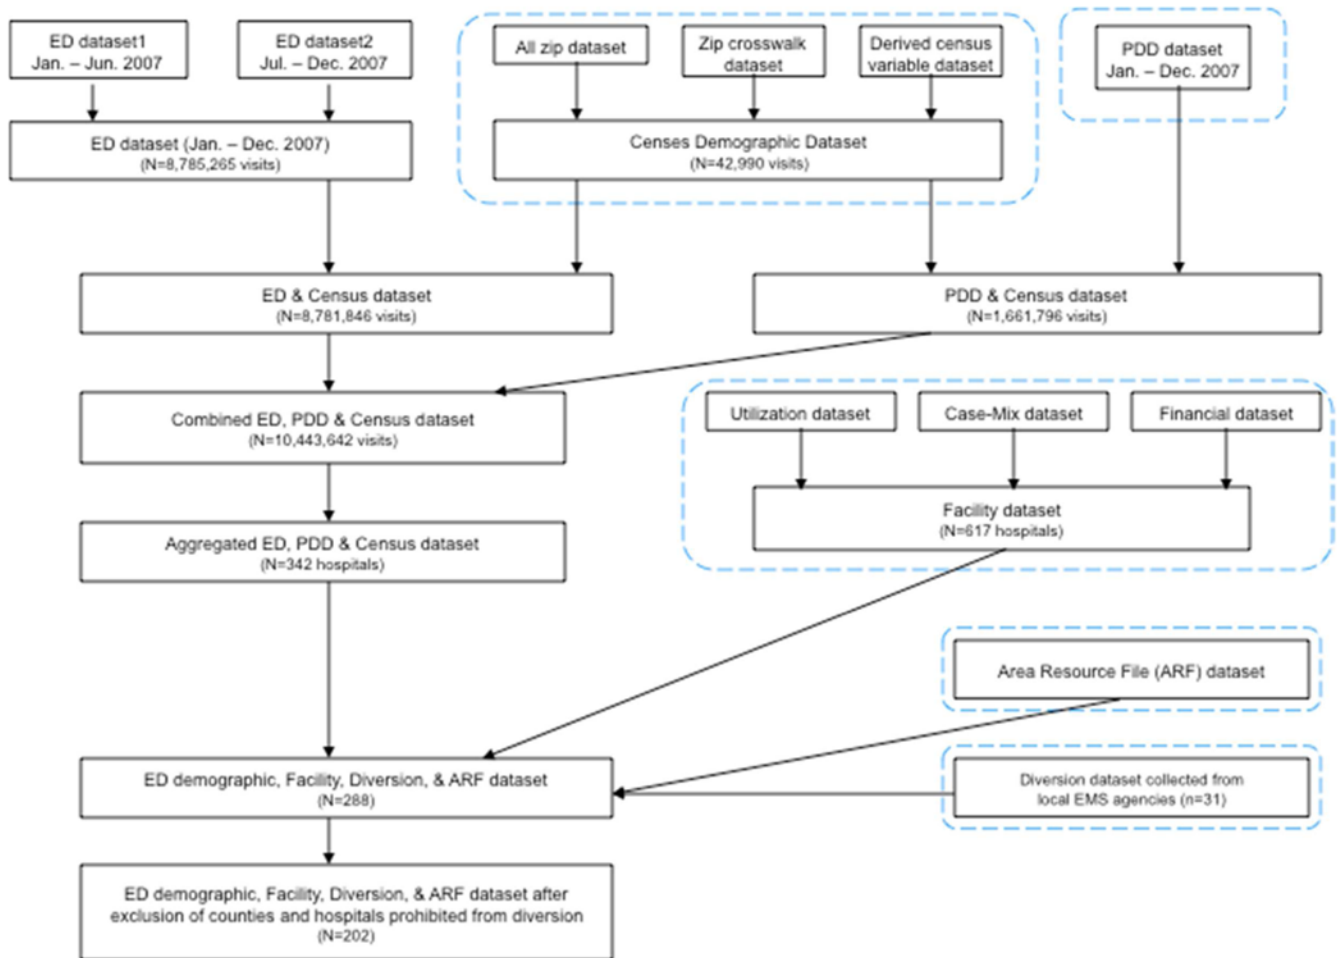 ED dataset1
Jan. – Jun. 2007
ED dataset2
Jul. – Dec. 2007
All zip dataset
Zip crosswalk
dataset
Derived census
variable dataset
PDD dataset
Jan. – Dec. 2007
ED dataset (Jan. – Dec. 2007)
(N=8,785,265 visits)
Censes Demographic Dataset
(N=42,990 visits)
ED & Census dataset
(N=8,781,846 visits)
PDD & Census dataset
(N=1,661,796 visits)
Combined ED, PDD & Census dataset
(N=10,443,642 visits)
Utilization dataset
Case-Mix dataset
Financial dataset
Facility dataset
(N=617 hospitals)
Aggregated ED, PDD & Census dataset
(N=342 hospitals)
Area Resource File (ARF) dataset
ED demographic, Facility, Diversion, & ARF dataset
(N=288)
Diversion dataset collected from
local EMS agencies (n=31)
ED demographic, Facility, Diversion, & ARF dataset after
exclusion of counties and hospitals prohibited from diversion
(N=202)